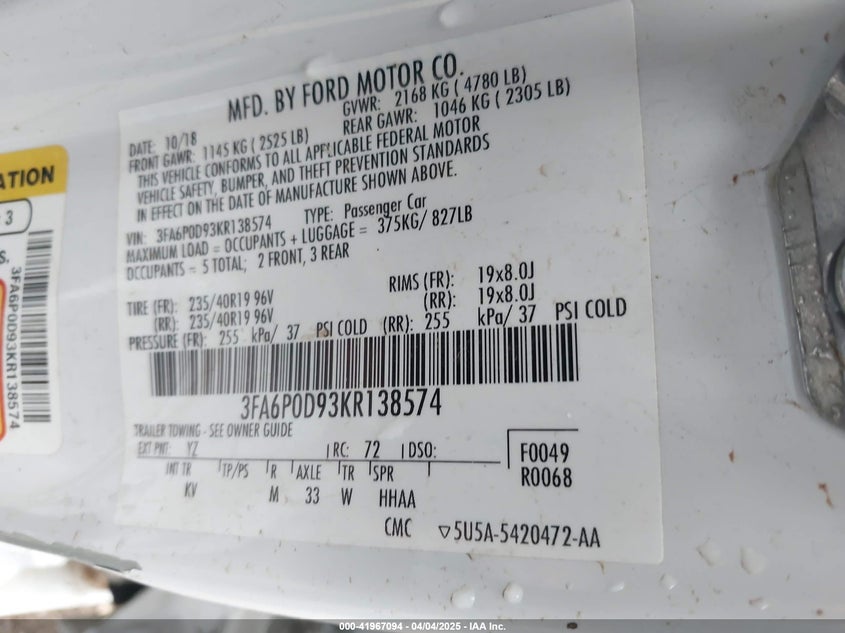 MFD. BY FORD MOTOR CO.
DATE: 10/18 GVWR: 2168 KG ( 4780 LB)
FRONT GAWR: 1145 KG ( 2525 LB) REAR GAWR: 1046 KG ( 2305 LB)
THIS VEHICLE CONFORMS TO ALL APPLICABLE FEDERAL MOTOR
VEHICLE SAFETY, BUMPER, AND THEFT PREVENTION STANDARDS
IN EFFECT ON THE DATE OF MANUFACTURE SHOWN ABOVE.
VIN: 3FA6P0D93KR138574 TYPE: Passenger Car
MAXIMUM LOAD = OCCUPANTS + LUGGAGE = 375KG/ 827LB
OCCUPANTS = 5 TOTAL; 2 FRONT, 3 REAR
TIRE (FR): 235/40R19 96V RIMS (FR): 19x8.0J
(RR): 235/40R19 96V (RR): 19x8.0J
PRESSURE (FR): 255 kPa/ 37 PSI COLD (RR): 255 kPa/ 37 PSI COLD
3FA6P0D93KR138574
TRAILER TOWING - SEE OWNER GUIDE
EXT PNT: YZ RC: 72 DSO:
F0049
R0068
INT TR TP/PS R AXLE TR SPR
KV M 33 W HHAA
CMC 5U5A-5420472-AA
ATION
3
s.
3FA6P0D93KR138574
000-41967094 - 04/04/2025 - IAA Inc.